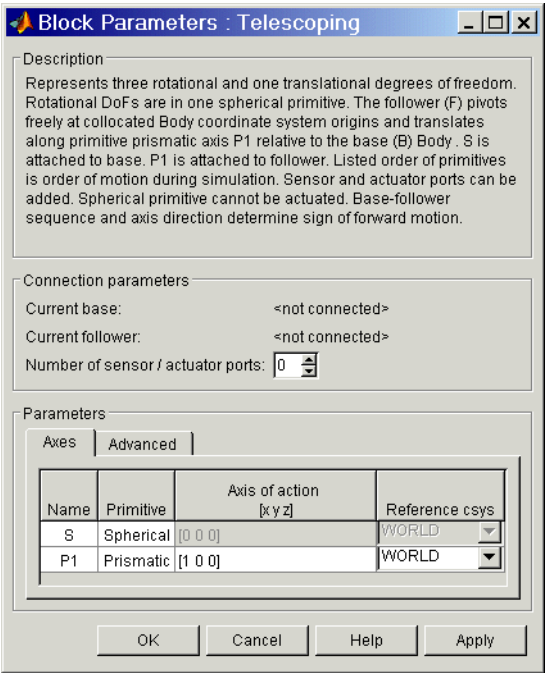 Block Parameters : Telescoping
Description
Represents three rotational and one translational degrees of freedom.
Rotational DoFs are in one spherical primitive. The follower (F) pivots
freely at collocated Body coordinate system origins and translates
along primitive prismatic axis P1 relative to the base (B) Body . S is
attached to base. P1 is attached to follower. Listed order of primitives
is order of motion during simulation. Sensor and actuator ports can be
added. Spherical primitive cannot be actuated. Base-follower
sequence and axis direction determine sign of forward motion.
Connection parameters
Current base: <not connected>
Current follower: <not connected>
Number of sensor / actuator ports: 0
Parameters
Axes Advanced
Axis of action
Name Primitive [x y z] Reference csys
S Spherical [0 0 0] WORLD
P1 Prismatic [1 0 0] WORLD
OK Cancel Help Apply